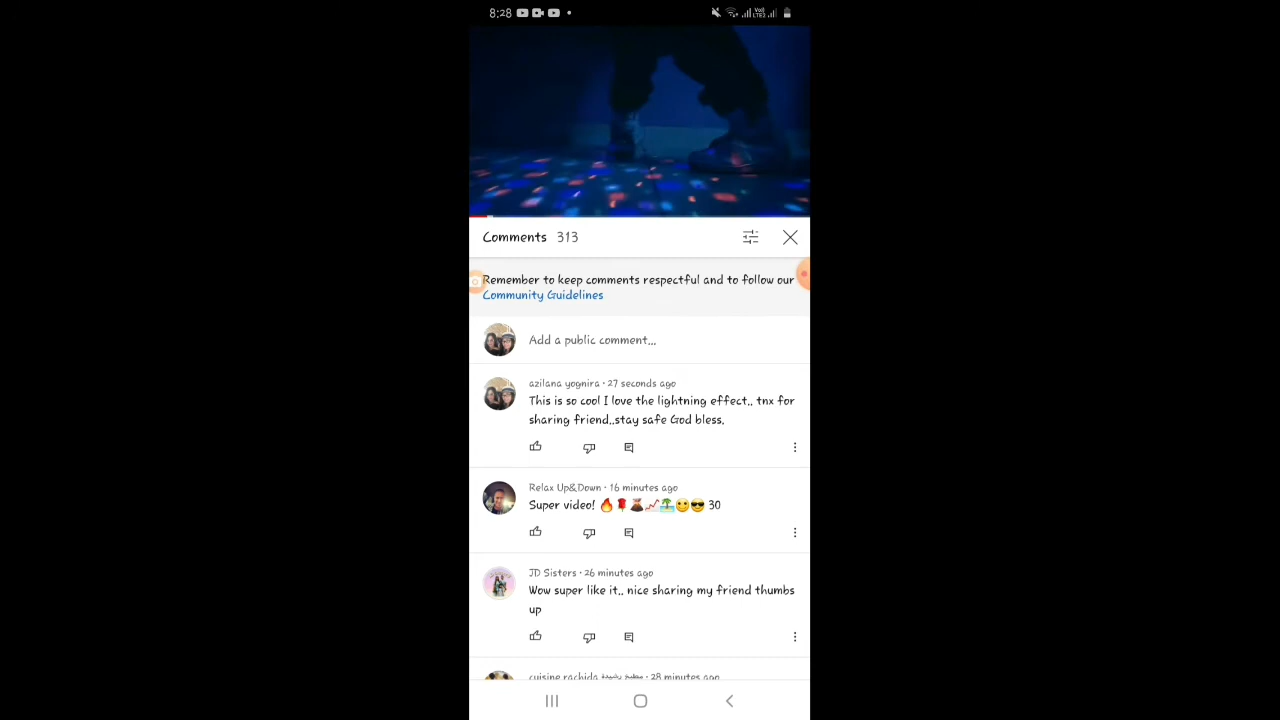 8:28
Comments 313
Remember to keep comments respectful and to follow our
Community Guidelines
Add a public comment...
azilana yognira · 27 seconds ago
This is so cool I love the lightning effect.. tnx for
sharing friend..stay safe God bless.
Relax Up&Down · 16 minutes ago
Super video! 🔥🌹🌋📈🏝️🙂😎 30
JD Sisters · 26 minutes ago
Wow super like it.. nice sharing my friend thumbs
up
cuisine rachida مطبخ رشيدة · 28 minutes ago